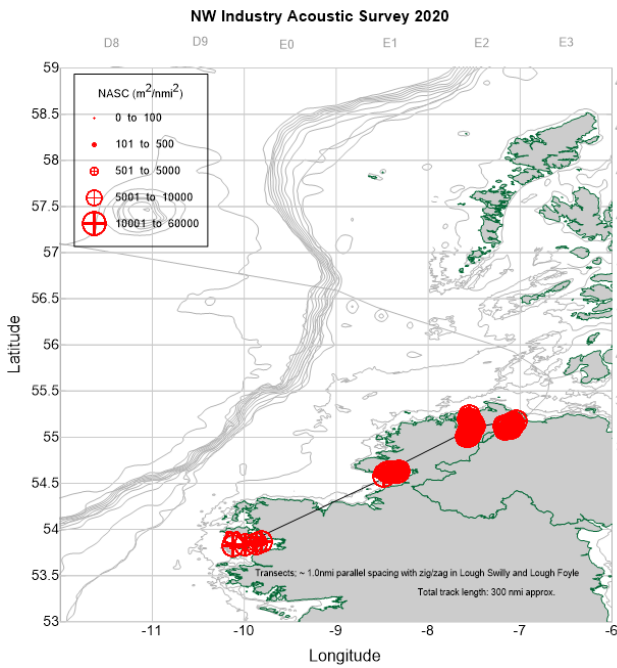 NW Industry Acoustic Survey 2020
D8 D9 E0 E1 E2 E3
NASC (m²/nmi²)
0 to 100
101 to 500
501 to 5000
5001 to 10000
10001 to 60000
59
58.5
58
57.5
57
56.5
56
55.5
55
54.5
54
53.5
53
Latitude
Transects; ~ 1.0nmi parallel spacing with zig/zag in Lough Swilly and Lough Foyle
Total track length: 300 nmi approx.
-11 -10 -9 -8 -7 -6
Longitude